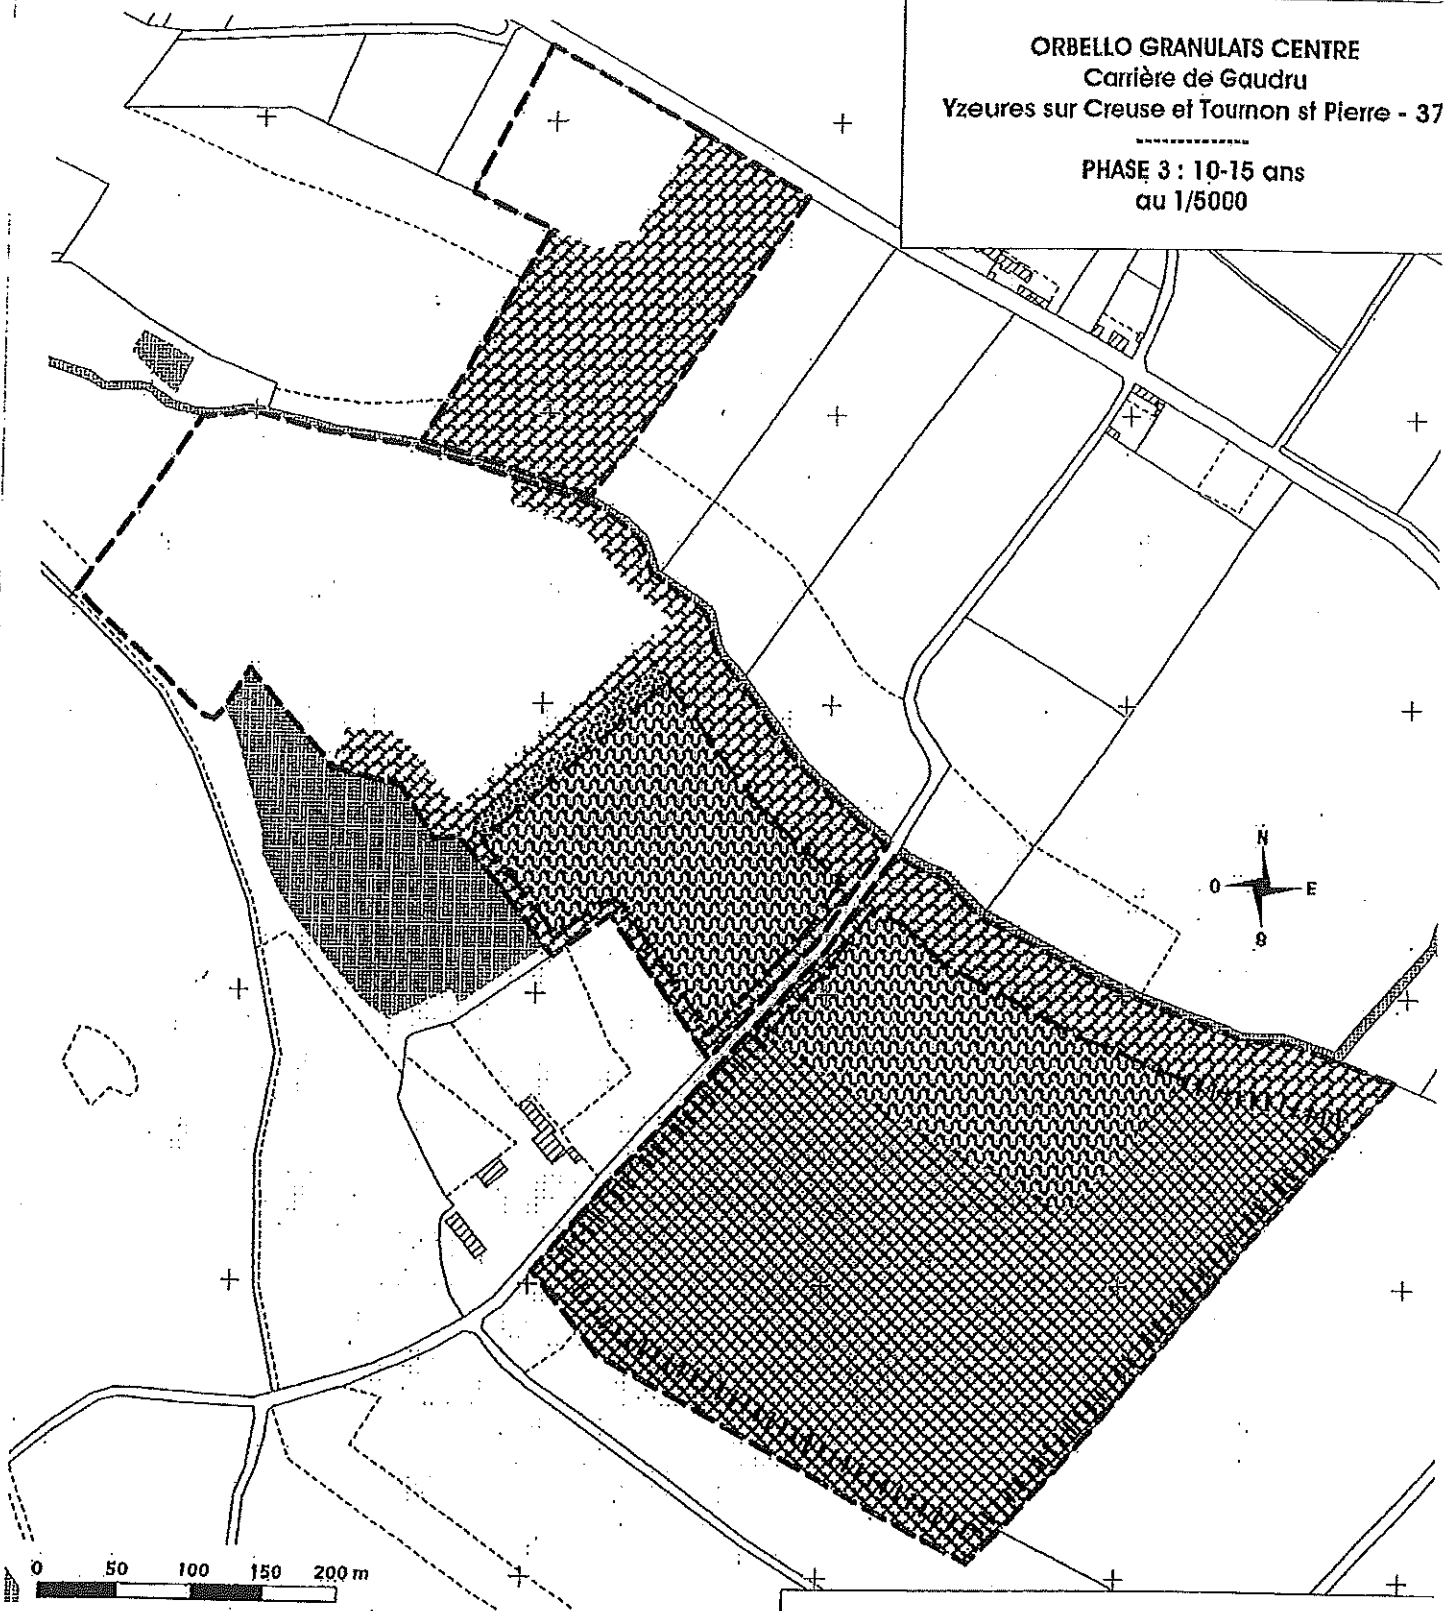 ORBELLO GRANULATS CENTRE
Carrière de Gaudru
Yzeures sur Creuse et Tournon st Pierre - 37
PHASE 3 : 10-15 ans
au 1/5000
N
O E
S
0 50 100 150 200 m